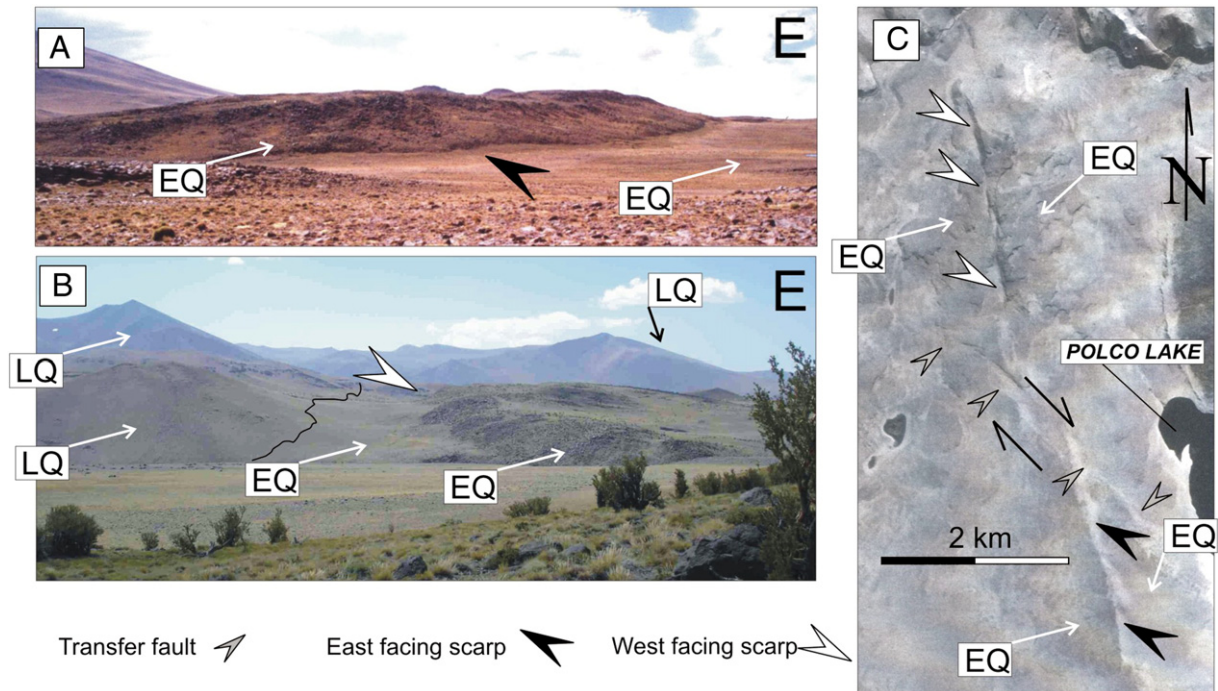 A
E
EQ
EQ
B
E
LQ
LQ
LQ
EQ
EQ
C
N
EQ
EQ
POLCO LAKE
2 km
EQ
EQ
Transfer fault
East facing scarp
West facing scarp